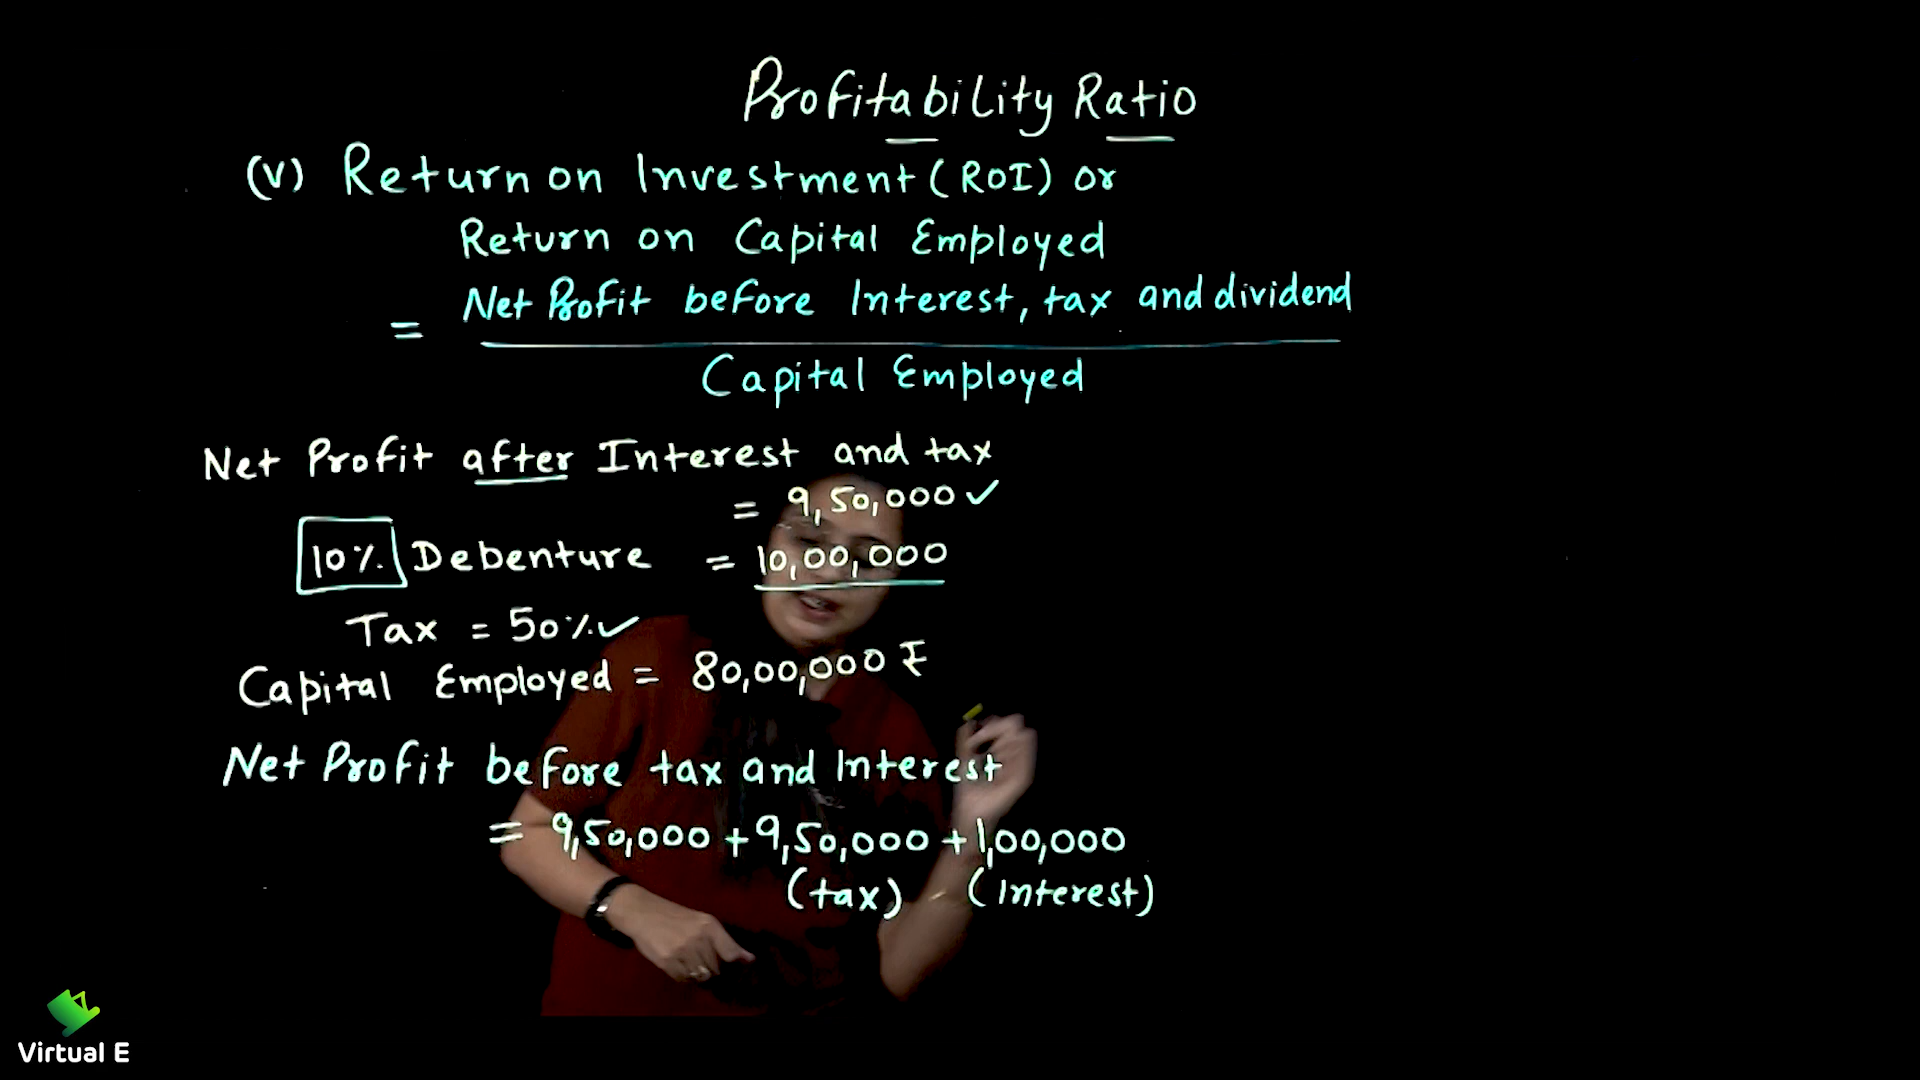 Profitability Ratio
(V) Return on Investment (ROI) or
Return on Capital Employed
= Net Profit before Interest, tax and dividend
Capital Employed
Net Profit after Interest and tax
= 9,50,000 ✓
10% Debenture = 10,00,000
Tax = 50% ✓
Capital Employed = 80,00,000 ₹
Net Profit before tax and Interest
= 9,50,000 + 9,50,000 + 1,00,000
(tax) (Interest)
Virtual E